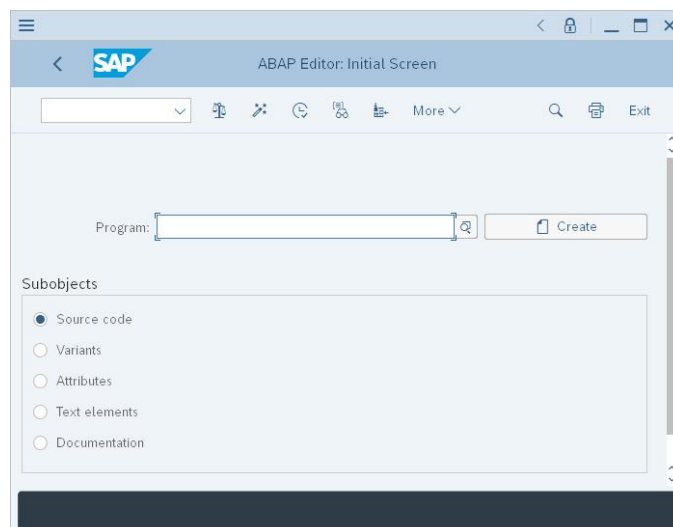 SAP
ABAP Editor: Initial Screen
More
Exit
Program:
Create
Subobjects
Source code
Variants
Attributes
Text elements
Documentation